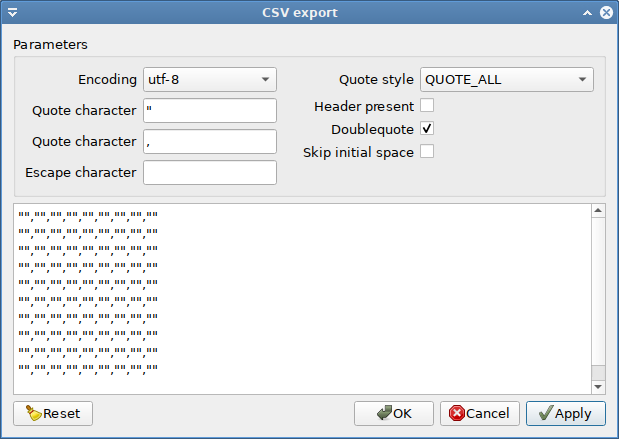 CSV export
Parameters
Encoding utf-8 Quote style QUOTE_ALL
Quote character " Header present
Doublequote
Quote character ,
Skip initial space
Escape character
"","","","","","","","",""
"","","","","","","","",""
"","","","","","","","",""
"","","","","","","","",""
"","","","","","","","",""
"","","","","","","","",""
"","","","","","","","",""
"","","","","","","","",""
"","","","","","","","",""
"","","","","","","","",""
Reset OK Cancel Apply